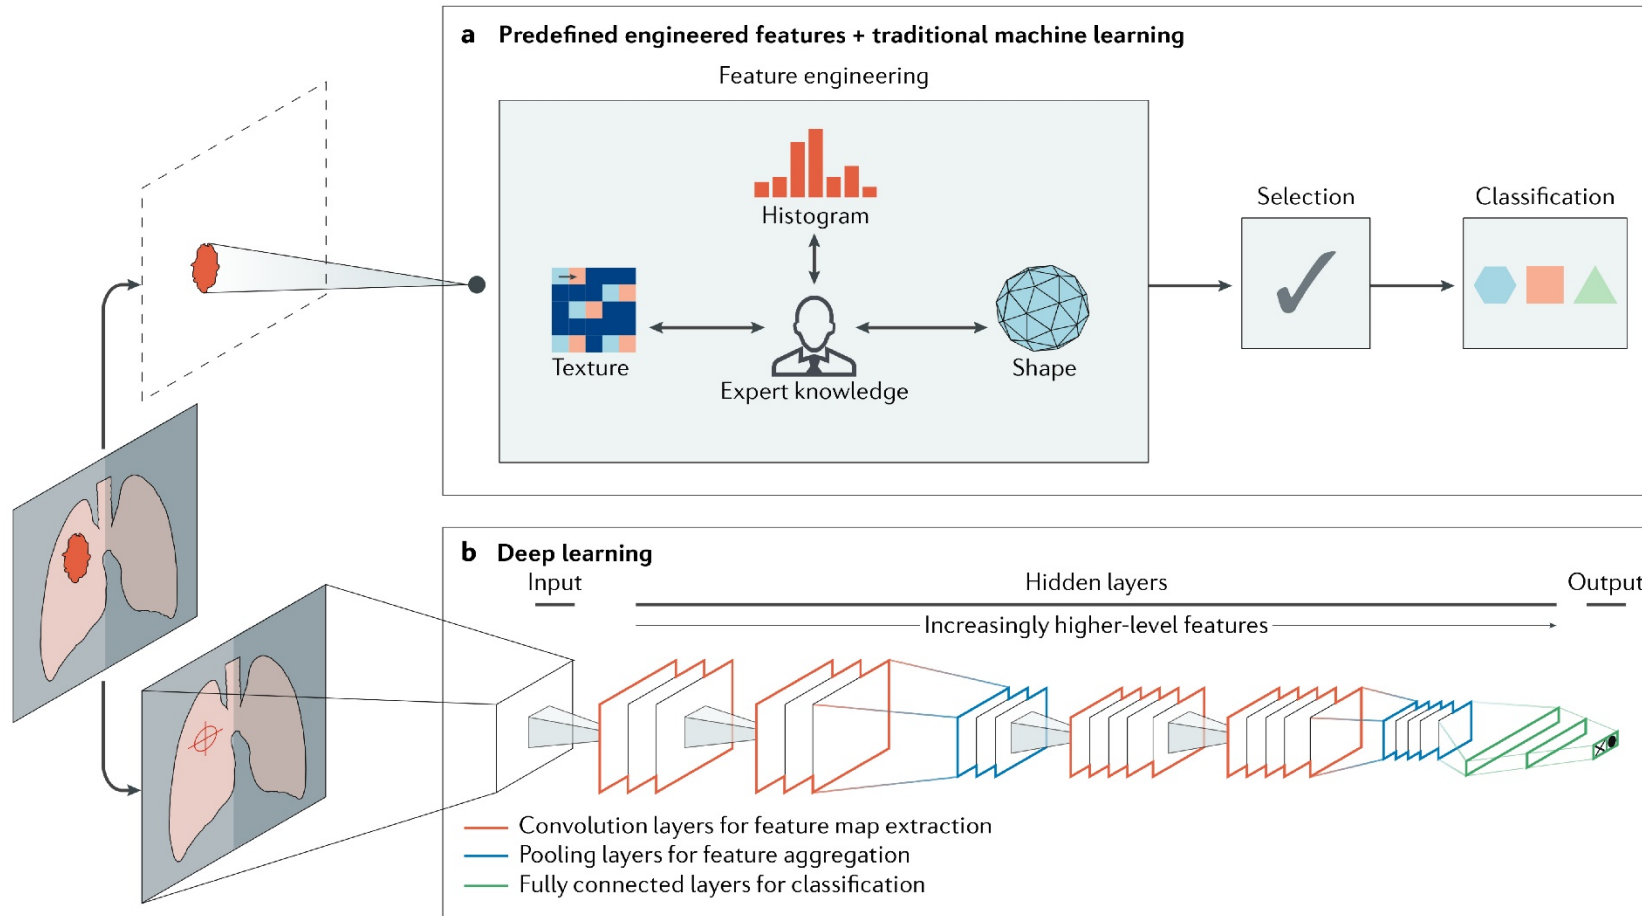 a Predefined engineered features + traditional machine learning
Feature engineering
Histogram
Texture
Expert knowledge
Shape
Selection
Classification
b Deep learning
Input
Hidden layers
Output
Increasingly higher-level features
Convolution layers for feature map extraction
Pooling layers for feature aggregation
Fully connected layers for classification